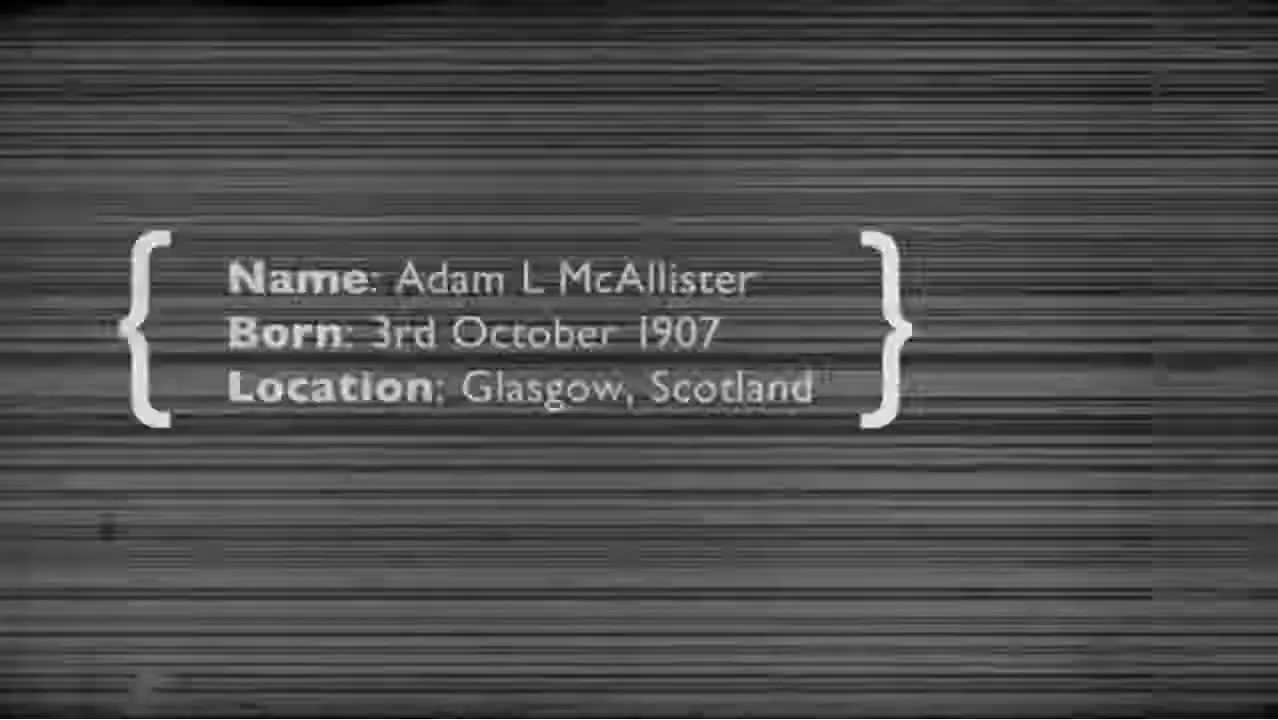 Name: Adam L McAllister
Born: 3rd October 1907
Location: Glasgow, Scotland